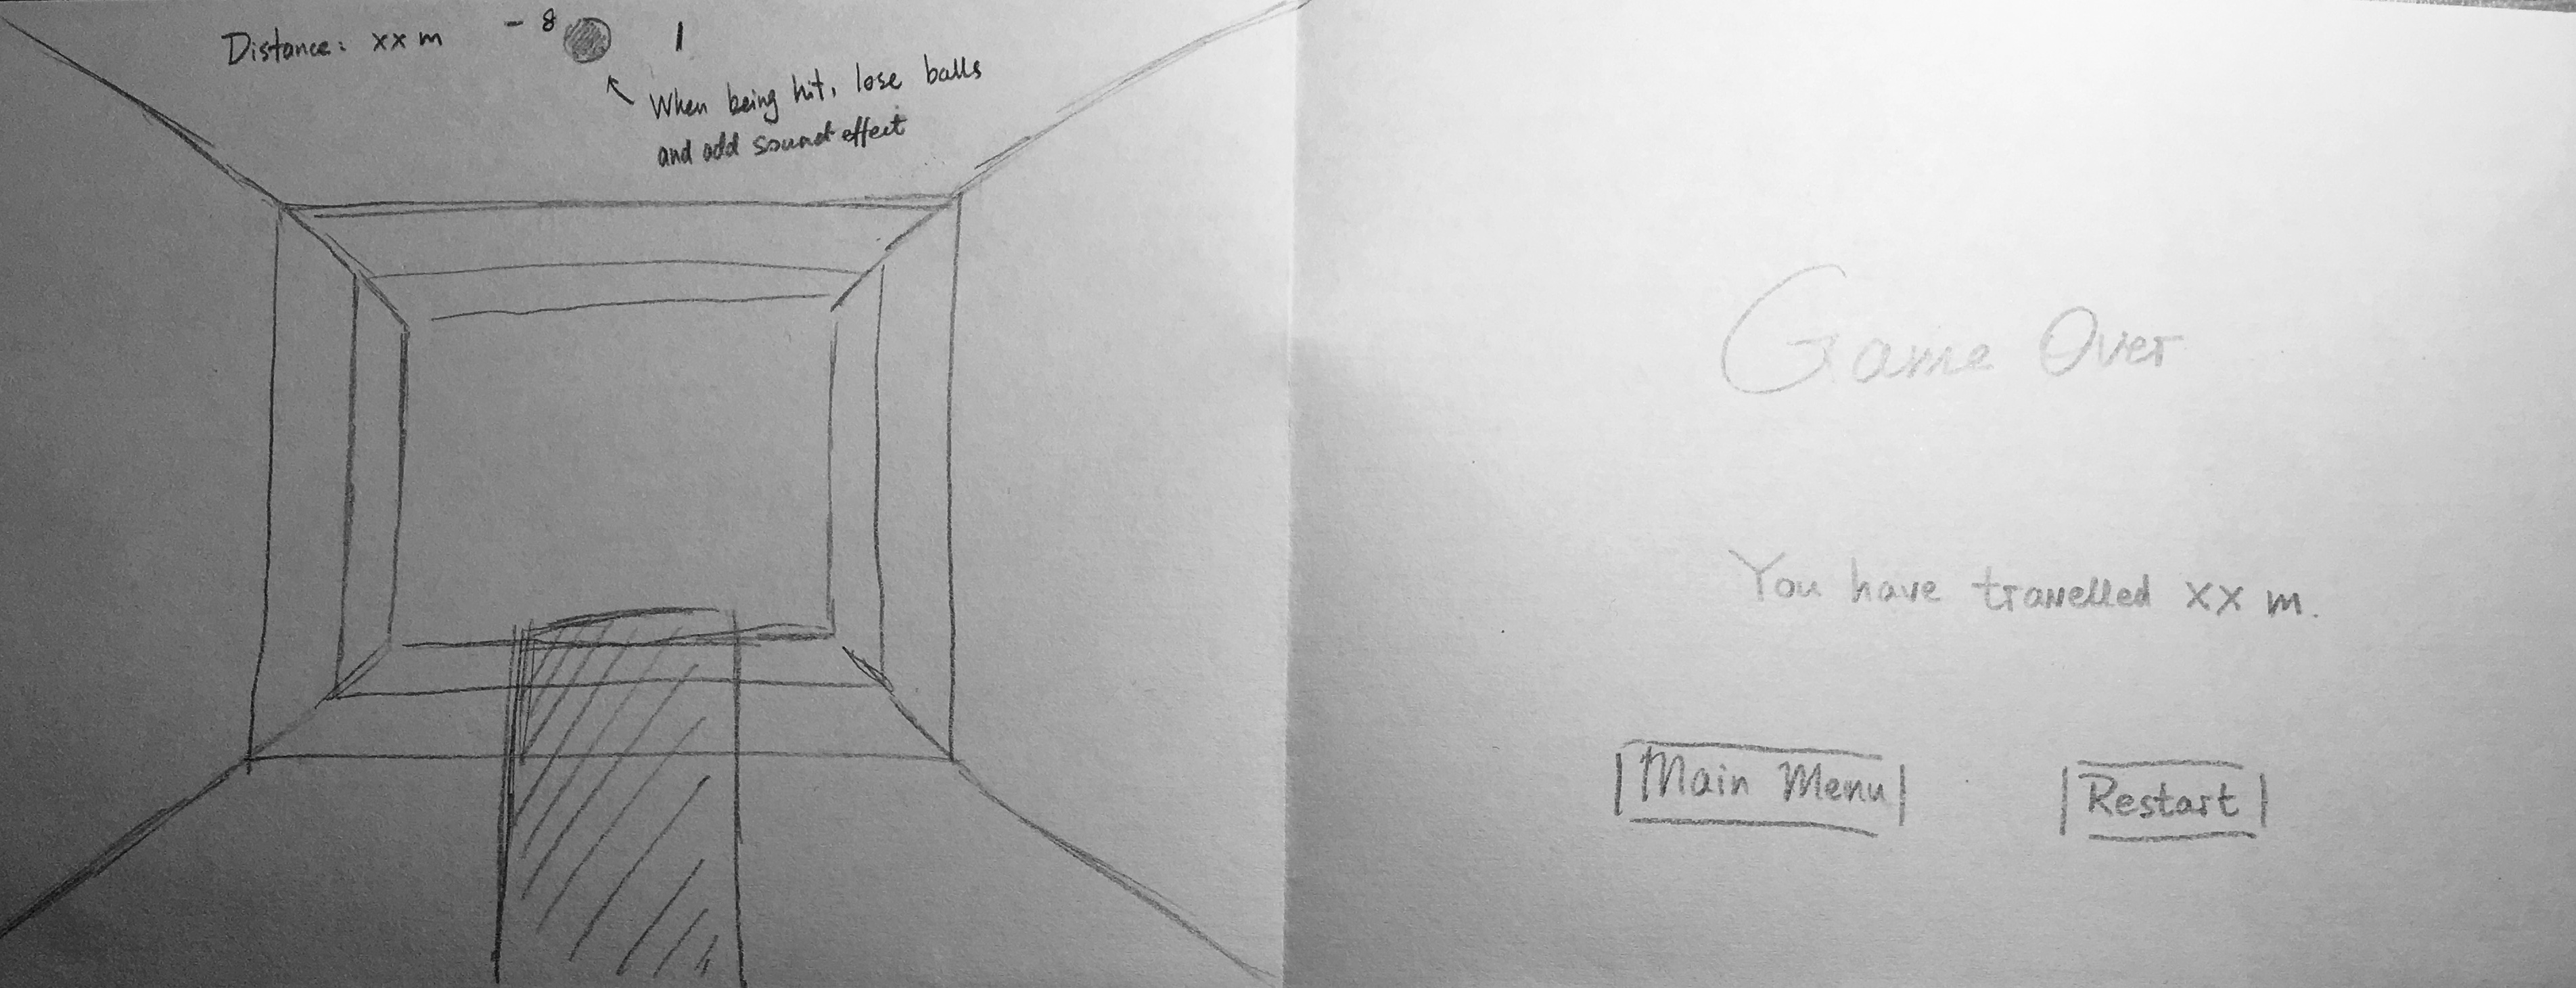 Distance: xx m - 8 1
When being hit, lose balls
and add sound effect
Game Over
You have travelled xx m.
Main Menu Restart